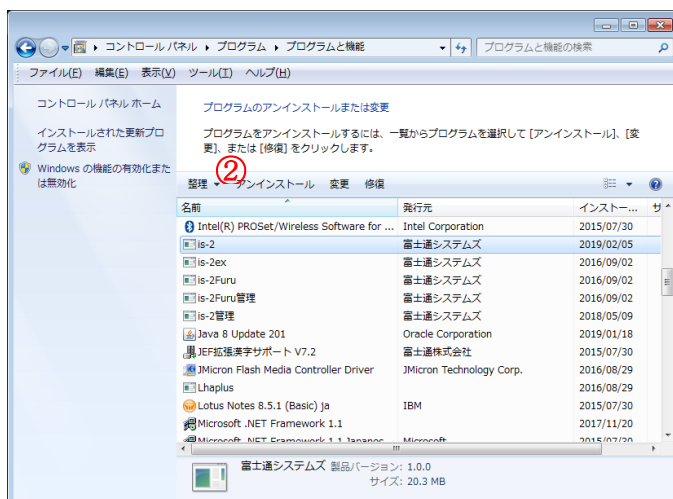 コントロール パネル ▸ プログラム ▸ プログラムと機能
プログラムと機能の検索
ファイル(F) 編集(E) 表示(V) ツール(T) ヘルプ(H)
コントロール パネル ホーム
インストールされた更新プロ
グラムを表示
Windows の機能の有効化また
は無効化
プログラムのアンインストールまたは変更
プログラムをアンインストールするには、一覧からプログラムを選択して [アンインストール]、[変
更]、または [修復] をクリックします。
②
整理 アンインストール 変更 修復
名前 発行元 インストー... サ
Intel(R) PROSet/Wireless Software for ... Intel Corporation 2015/07/30
is-2 富士通システムズ 2019/02/05
is-2ex 富士通システムズ 2016/09/02
is-2Furu 富士通システムズ 2016/09/02
is-2Furu管理 富士通システムズ 2016/09/02
is-2管理 富士通システムズ 2018/05/09
Java 8 Update 201 Oracle Corporation 2019/01/18
JEF拡張漢字サポート V7.2 富士通株式会社 2015/07/30
JMicron Flash Media Controller Driver JMicron Technology Corp. 2016/08/29
Lhaplus 2016/08/29
Lotus Notes 8.5.1 (Basic) ja IBM 2015/07/30
Microsoft .NET Framework 1.1 2017/11/20
Microsoft .NET Framework 1.1 Japanes... Microsoft 2015/07/30
富士通システムズ 製品バージョン: 1.0.0
サイズ: 20.3 MB